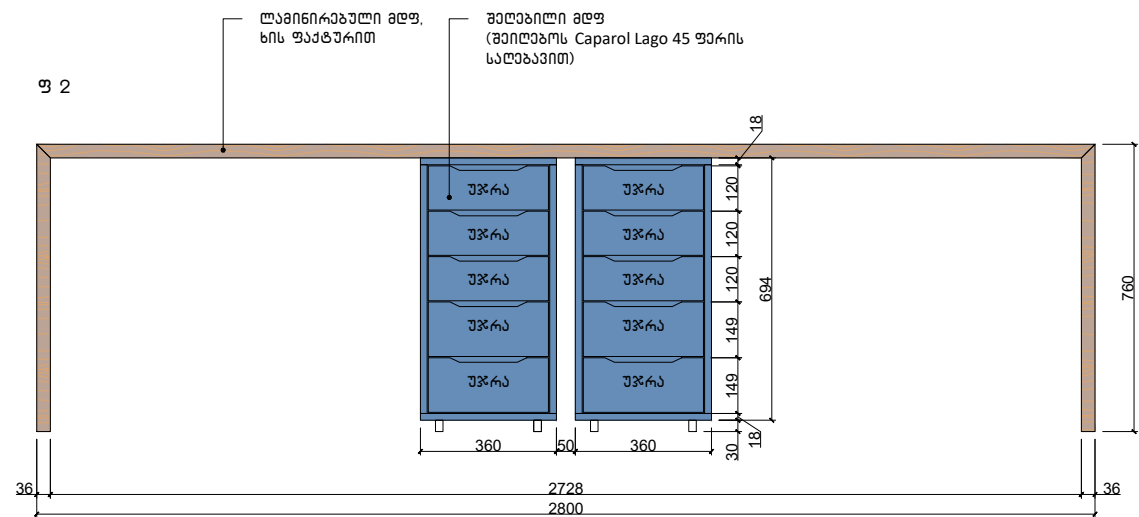 ლამინირებული მდფ,
ხის ფაქტურით
შეღებილი მდფ
(შეიღებოს Caparol Lago 45 ფერის
საღებავით)
ფ 2
18
უჯრა
უჯრა
120
უჯრა
უჯრა
120
უჯრა
უჯრა
120
694
760
უჯრა
უჯრა
149
უჯრა
უჯრა
149
18
30
360
50
360
36
2728
36
2800